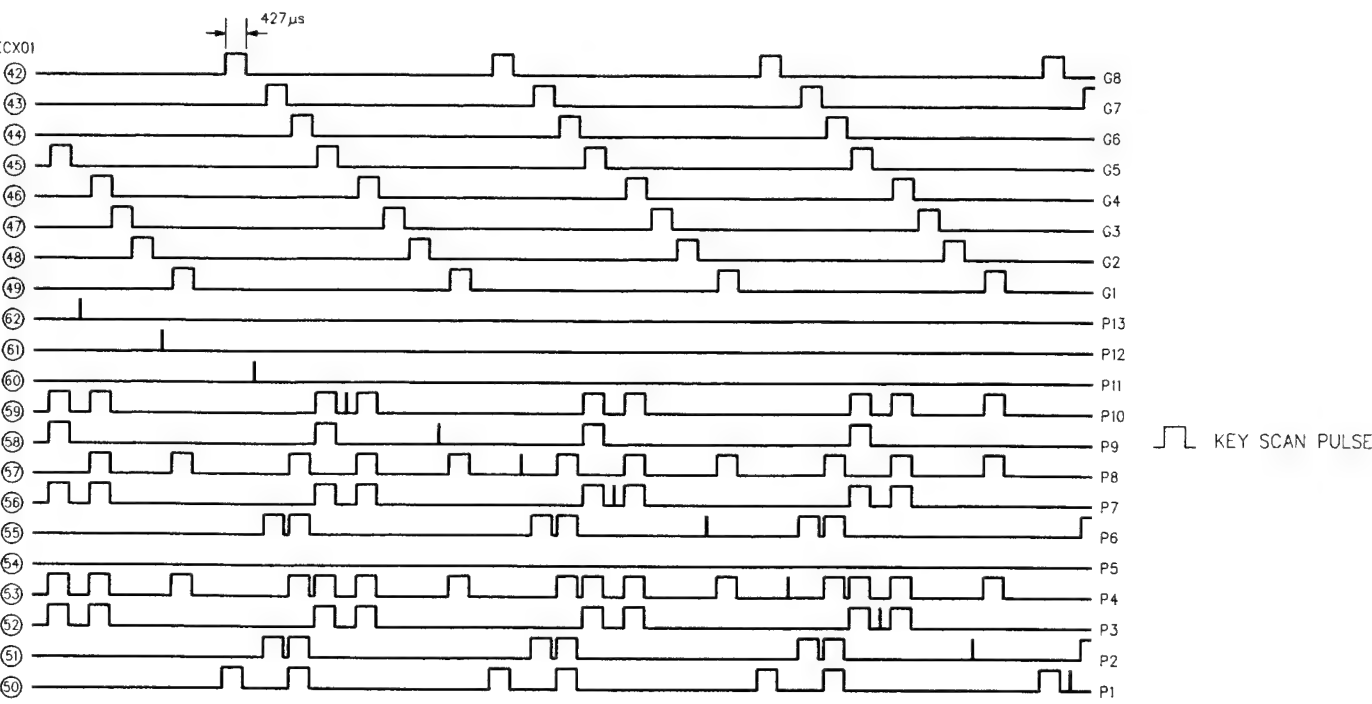 427μs
CX01
42 G8
43 G7
44 G6
45 G5
46 G4
47 G3
48 G2
49 G1
62 P13
61 P12
60 P11
59 P10
58 P9
57 P8
56 P7
55 P6
54 P5
53 P4
52 P3
51 P2
50 P1
KEY SCAN PULSE